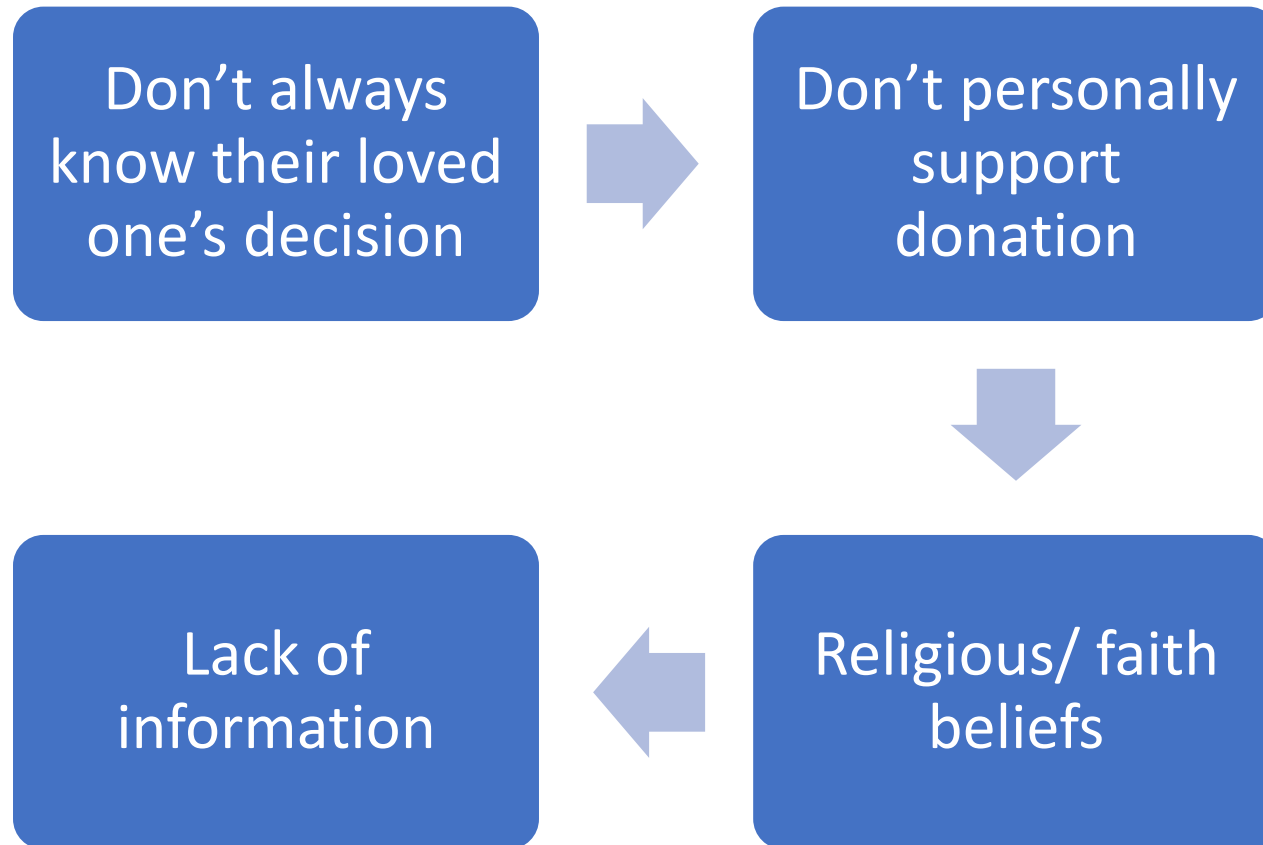 Don’t always
know their loved
one’s decision
Don’t personally
support
donation
Religious/ faith
beliefs
Lack of
information